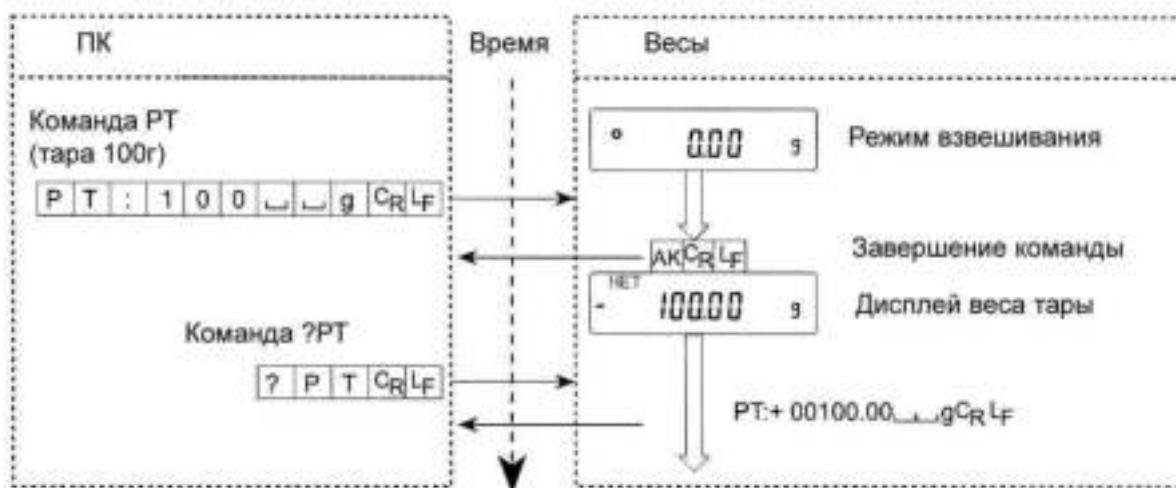 ПК
Время
Весы
Команда PT
(тара 100г)
P T : 1 0 0 ␣ ␣ g CR LF
0.00 g
Режим взвешивания
AK CR LF
Завершение команды
NET
- 100.00 g
Дисплей веса тары
Команда ?PT
? P T CR LF
PT:+ 00100.00␣␣gCR LF